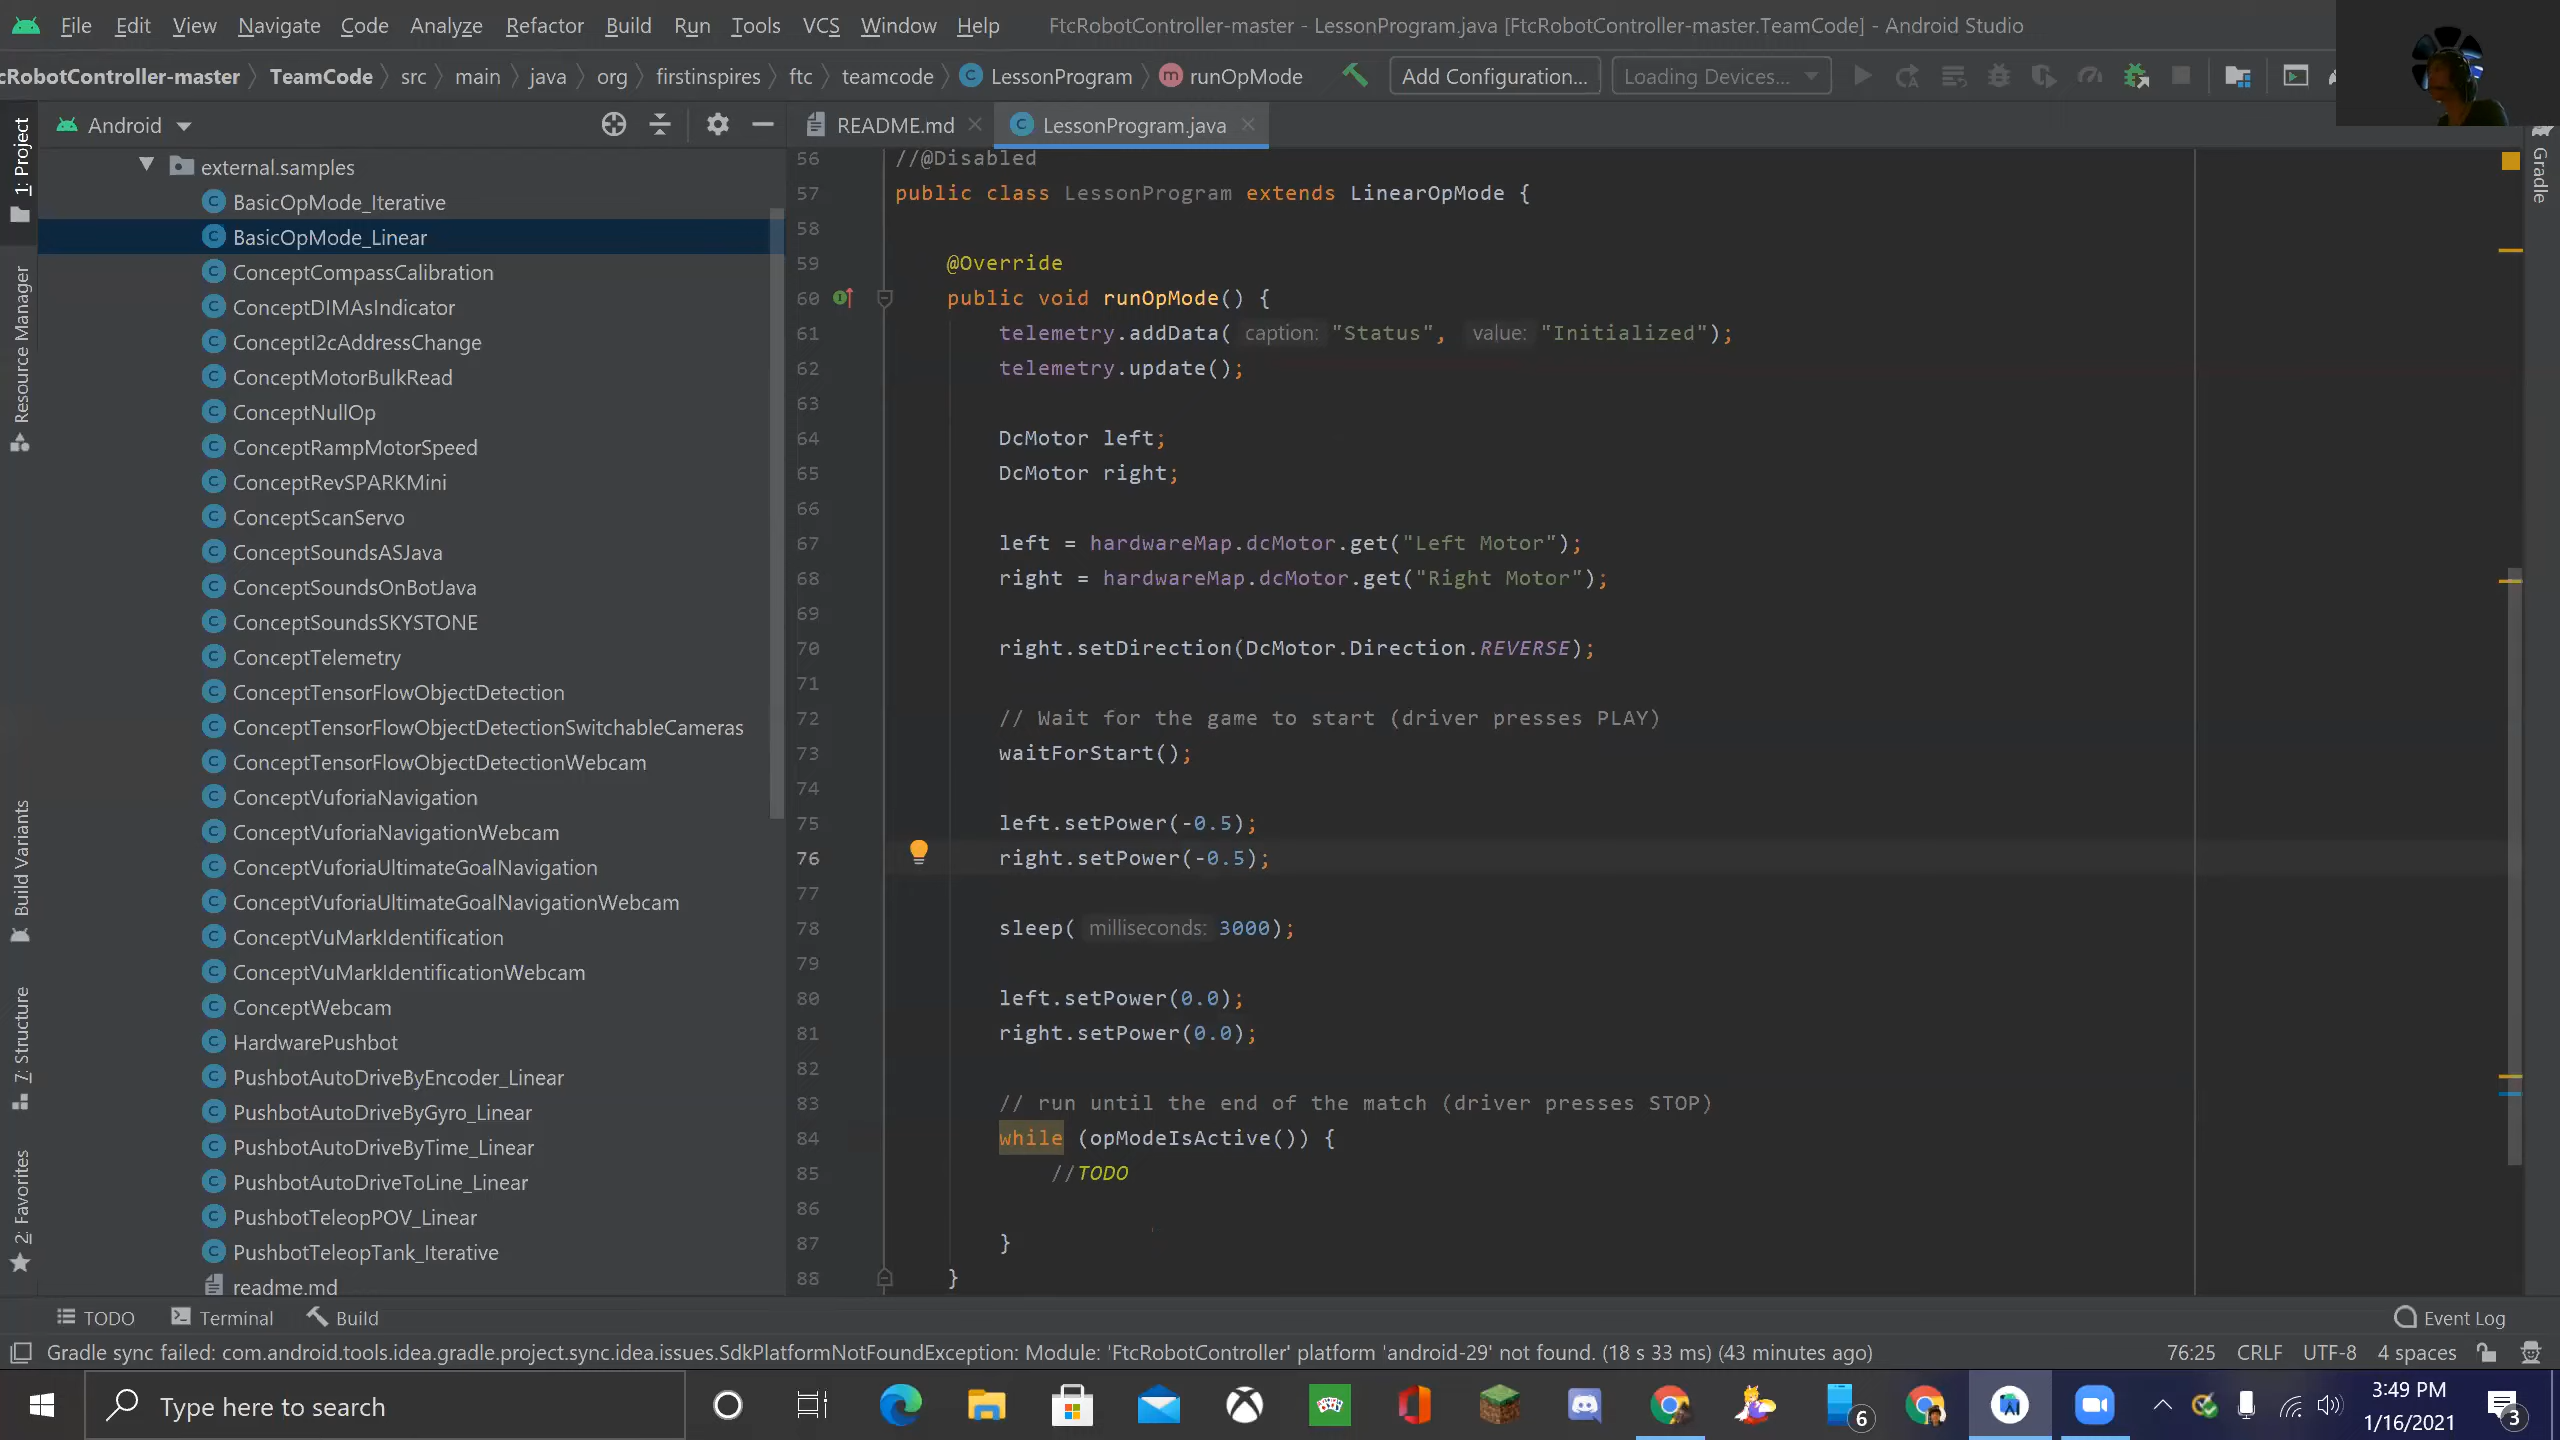 File Edit View Navigate Code Analyze Refactor Build Run Tools VCS Window Help FtcRobotController-master - LessonProgram.java [FtcRobotController-master.TeamCode] - Android Studio
cRobotController-master TeamCode src main java org firstinspires ftc teamcode LessonProgram runOpMode Add Configuration... Loading Devices...
1: Project
Resource Manager
Build Variants
7: Structure
2: Favorites
Android
external.samples
BasicOpMode_Iterative
BasicOpMode_Linear
ConceptCompassCalibration
ConceptDIMAsIndicator
ConceptI2cAddressChange
ConceptMotorBulkRead
ConceptNullOp
ConceptRampMotorSpeed
ConceptRevSPARKMini
ConceptScanServo
ConceptSoundsASJava
ConceptSoundsOnBotJava
ConceptSoundsSKYSTONE
ConceptTelemetry
ConceptTensorFlowObjectDetection
ConceptTensorFlowObjectDetectionSwitchableCameras
ConceptTensorFlowObjectDetectionWebcam
ConceptVuforiaNavigation
ConceptVuforiaNavigationWebcam
ConceptVuforiaUltimateGoalNavigation
ConceptVuforiaUltimateGoalNavigationWebcam
ConceptVuMarkIdentification
ConceptVuMarkIdentificationWebcam
ConceptWebcam
HardwarePushbot
PushbotAutoDriveByEncoder_Linear
PushbotAutoDriveByGyro_Linear
PushbotAutoDriveByTime_Linear
PushbotAutoDriveToLine_Linear
PushbotTeleopPOV_Linear
PushbotTeleopTank_Iterative
readme.md
README.md LessonProgram.java
56 //@Disabled
57 public class LessonProgram extends LinearOpMode {
58
59 @Override
60 public void runOpMode() {
61 telemetry.addData( caption: "Status", value: "Initialized");
62 telemetry.update();
63
64 DcMotor left;
65 DcMotor right;
66
67 left = hardwareMap.dcMotor.get("Left Motor");
68 right = hardwareMap.dcMotor.get("Right Motor");
69
70 right.setDirection(DcMotor.Direction.REVERSE);
71
72 // Wait for the game to start (driver presses PLAY)
73 waitForStart();
74
75 left.setPower(-0.5);
76 right.setPower(-0.5);
77
78 sleep( milliseconds: 3000);
79
80 left.setPower(0.0);
81 right.setPower(0.0);
82
83 // run until the end of the match (driver presses STOP)
84 while (opModeIsActive()) {
85 //TODO
86
87 }
88 }
Gradle
TODO Terminal Build Event Log
Gradle sync failed: com.android.tools.idea.gradle.project.sync.idea.issues.SdkPlatformNotFoundException: Module: 'FtcRobotController' platform 'android-29' not found. (18 s 33 ms) (43 minutes ago) 76:25 CRLF UTF-8 4 spaces
Type here to search 6 3:49 PM
1/16/2021 3